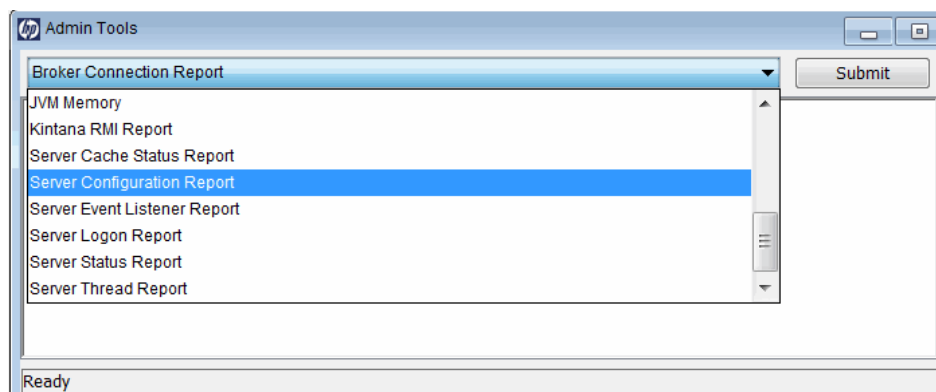 hp Admin Tools
Broker Connection Report Submit
JVM Memory
Kintana RMI Report
Server Cache Status Report
Server Configuration Report
Server Event Listener Report
Server Logon Report
Server Status Report
Server Thread Report
Ready